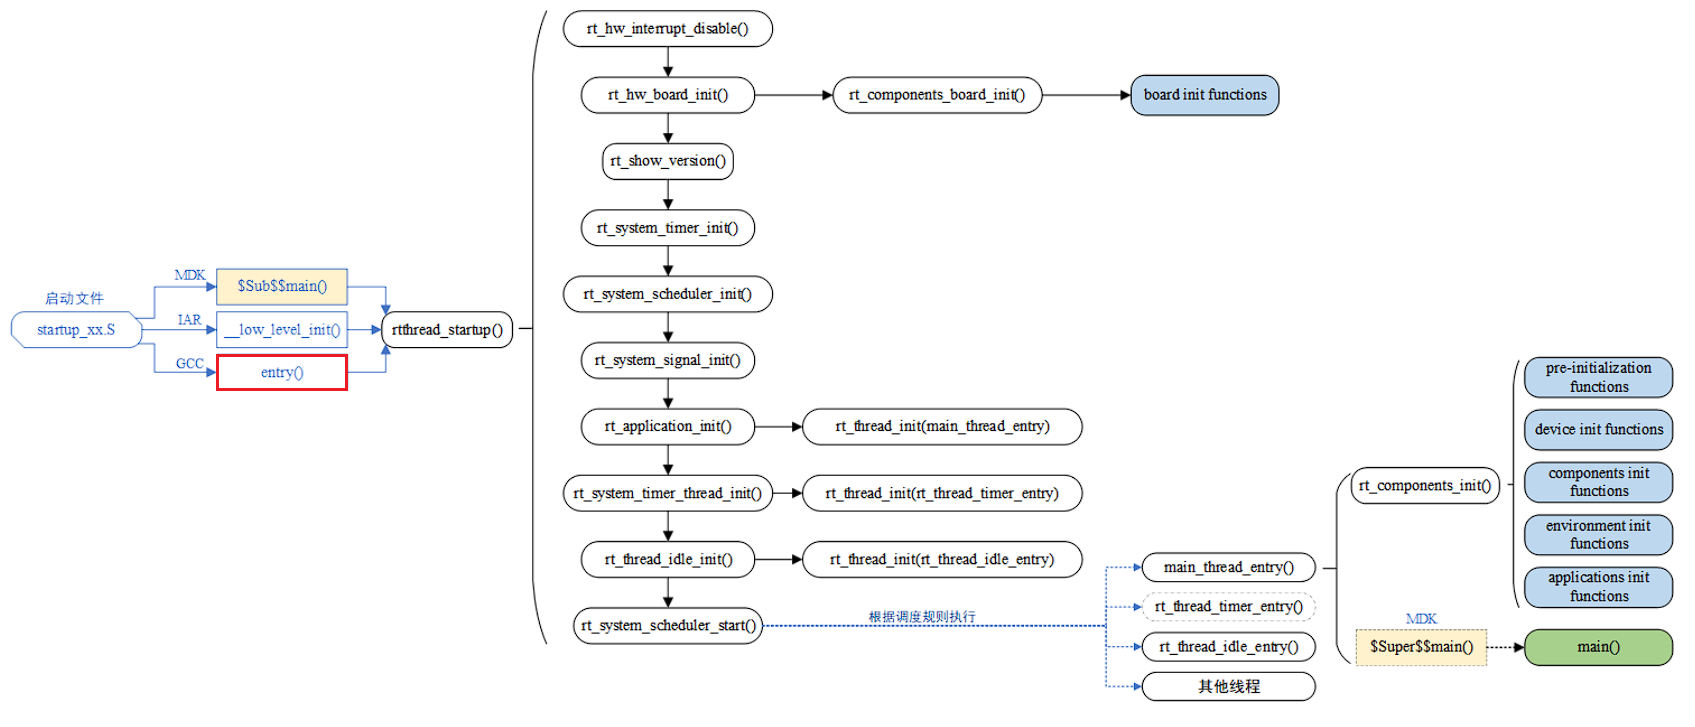 启动文件
startup_xx.S
MDK
$Sub$$main()
IAR
__low_level_init()
GCC
entry()
rtthread_startup()
rt_hw_interrupt_disable()
rt_hw_board_init()
rt_components_board_init()
board init functions
rt_show_version()
rt_system_timer_init()
rt_system_scheduler_init()
rt_system_signal_init()
rt_application_init()
rt_thread_init(main_thread_entry)
rt_system_timer_thread_init()
rt_thread_init(rt_thread_timer_entry)
rt_thread_idle_init()
rt_thread_init(rt_thread_idle_entry)
rt_system_scheduler_start()
根据调度规则执行
main_thread_entry()
rt_thread_timer_entry()
rt_thread_idle_entry()
其他线程
rt_components_init()
pre-initialization
functions
device init functions
components init
functions
environment init
functions
applications init
functions
MDK
$Super$$main()
main()